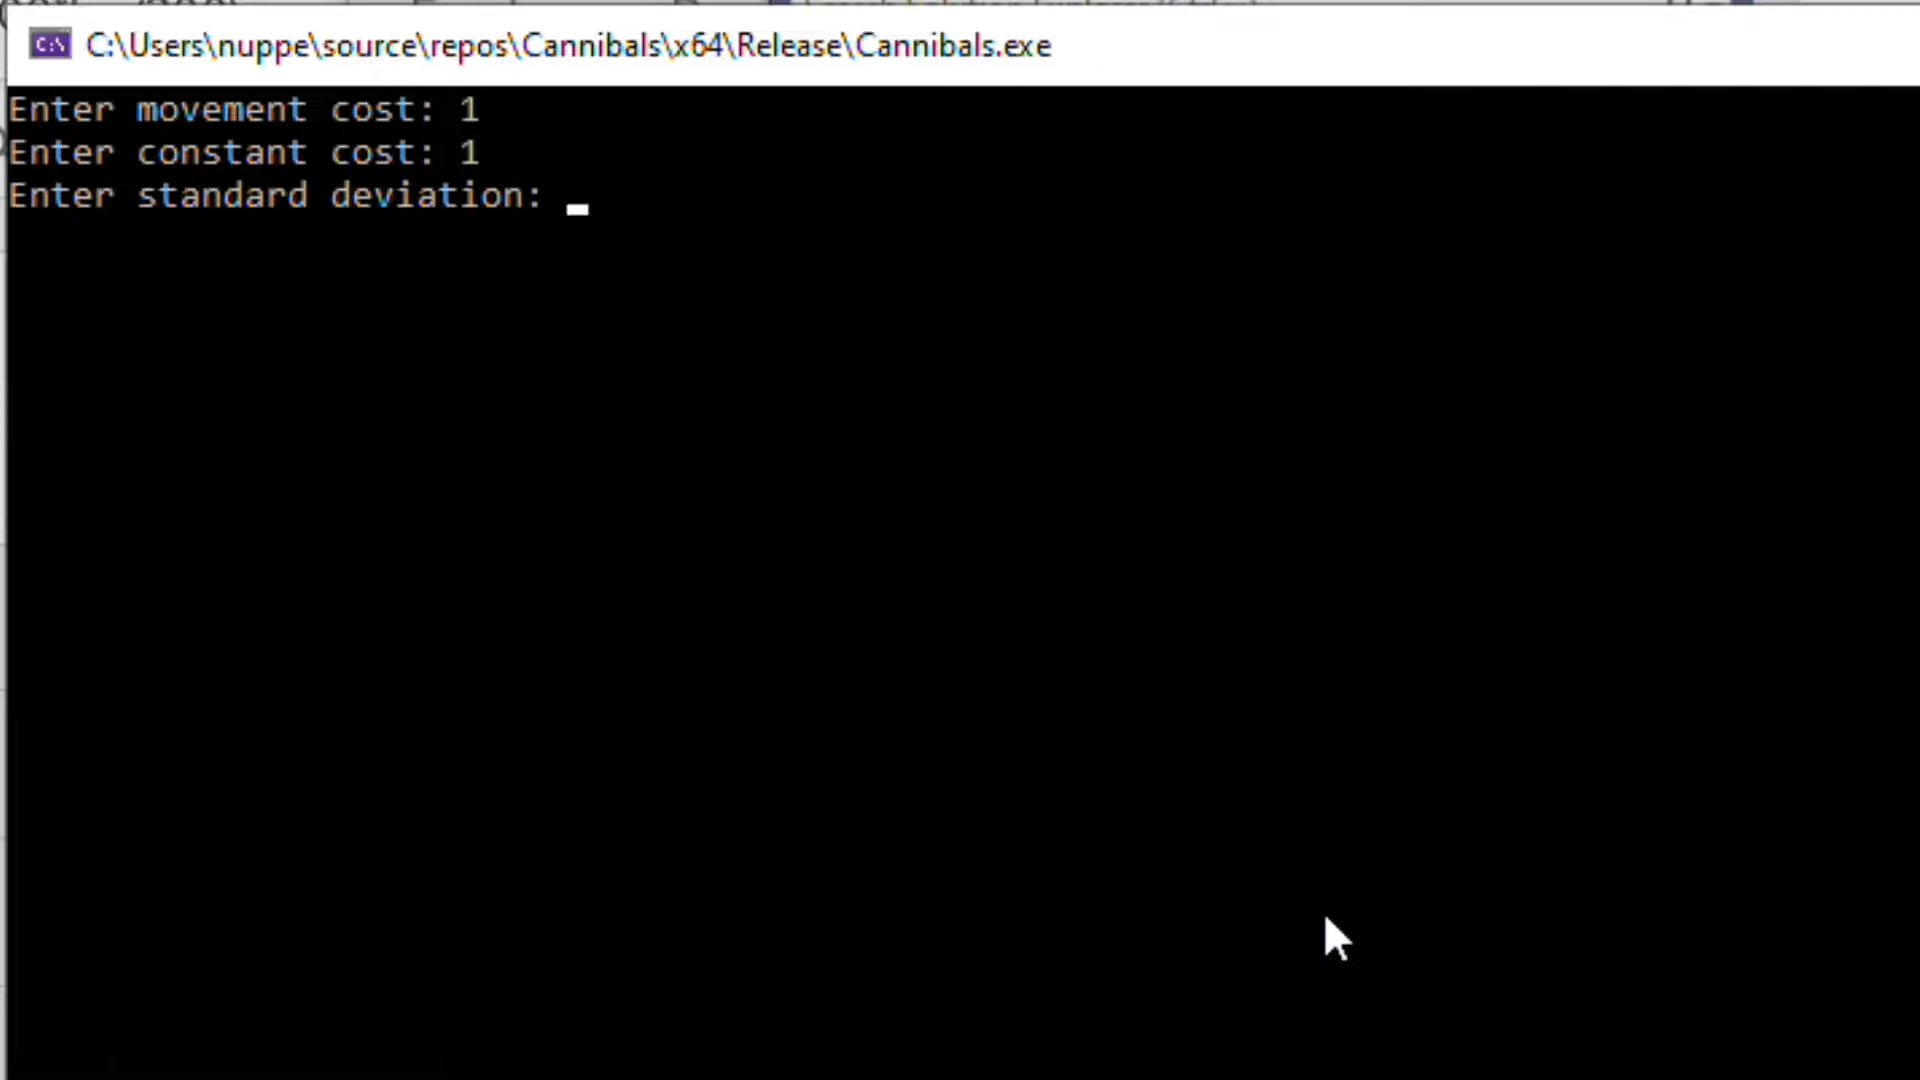 C:\Users\nuppe\source\repos\Cannibals\x64\Release\Cannibals.exe
Enter movement cost: 1
Enter constant cost: 1
Enter standard deviation: